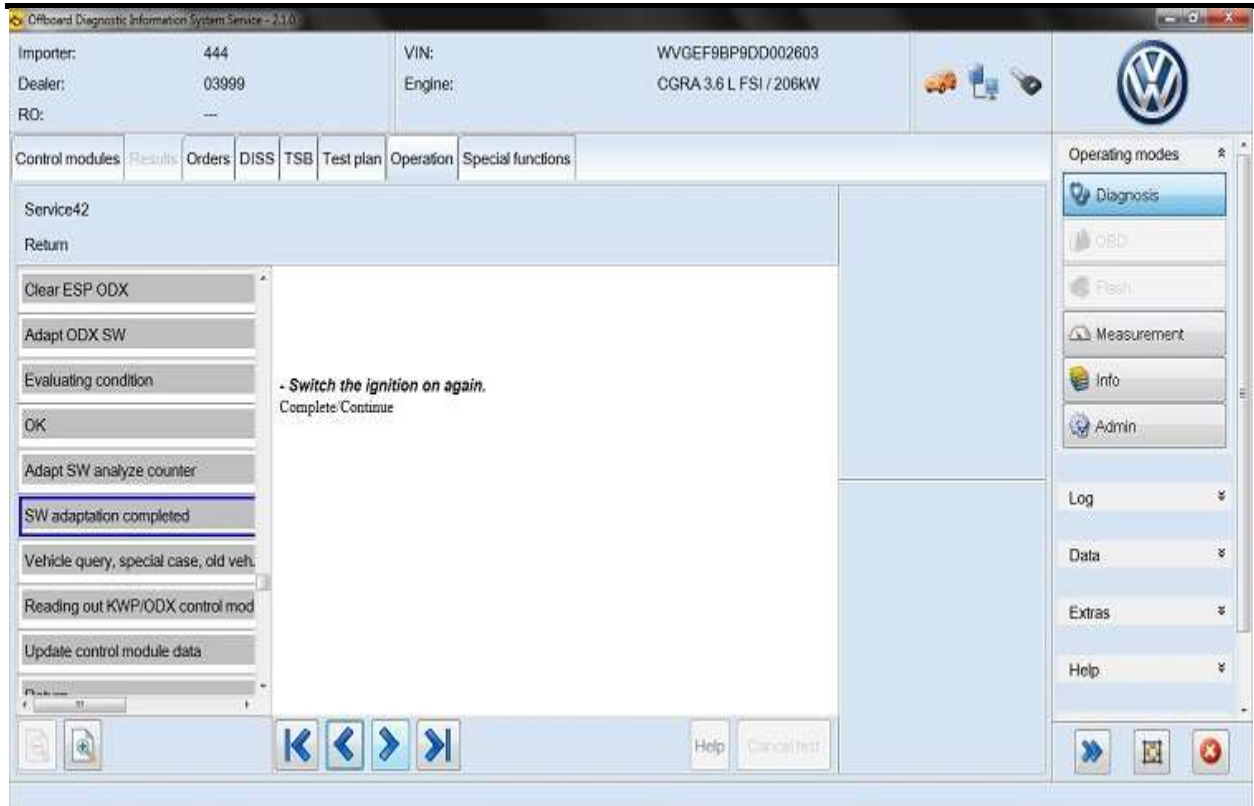 Offboard Diagnostic Information System Service - 2.1.0
Importer: 444 VIN: WVGEF9BP9DD002603
Dealer: 03999 Engine: CGRA 3.6 L FSI / 206kW
RO: ---
Control modules Results Orders DISS TSB Test plan Operation Special functions
Service42
Return
Clear ESP ODX
Adapt ODX SW
Evaluating condition
OK
Adapt SW analyze counter
SW adaptation completed
Vehicle query, special case, old veh.
Reading out KWP/ODX control mod
Update control module data
Return
- Switch the ignition on again.
Complete/Continue
Help Cancel test
Operating modes
Diagnosis
OBD
Flash
Measurement
Info
Admin
Log
Data
Extras
Help